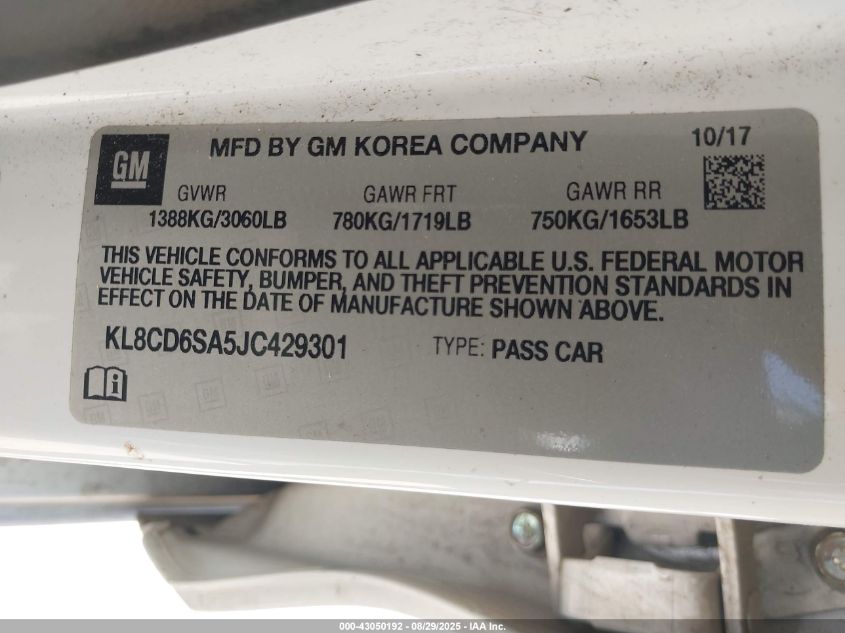 GM
MFD BY GM KOREA COMPANY
10/17
GVWR GAWR FRT GAWR RR
1388KG/3060LB 780KG/1719LB 750KG/1653LB
THIS VEHICLE CONFORMS TO ALL APPLICABLE U.S. FEDERAL MOTOR
VEHICLE SAFETY, BUMPER, AND THEFT PREVENTION STANDARDS IN
EFFECT ON THE DATE OF MANUFACTURE SHOWN ABOVE.
KL8CD6SA5JC429301 TYPE: PASS CAR
000-43050192 - 08/29/2025 - IAA Inc.